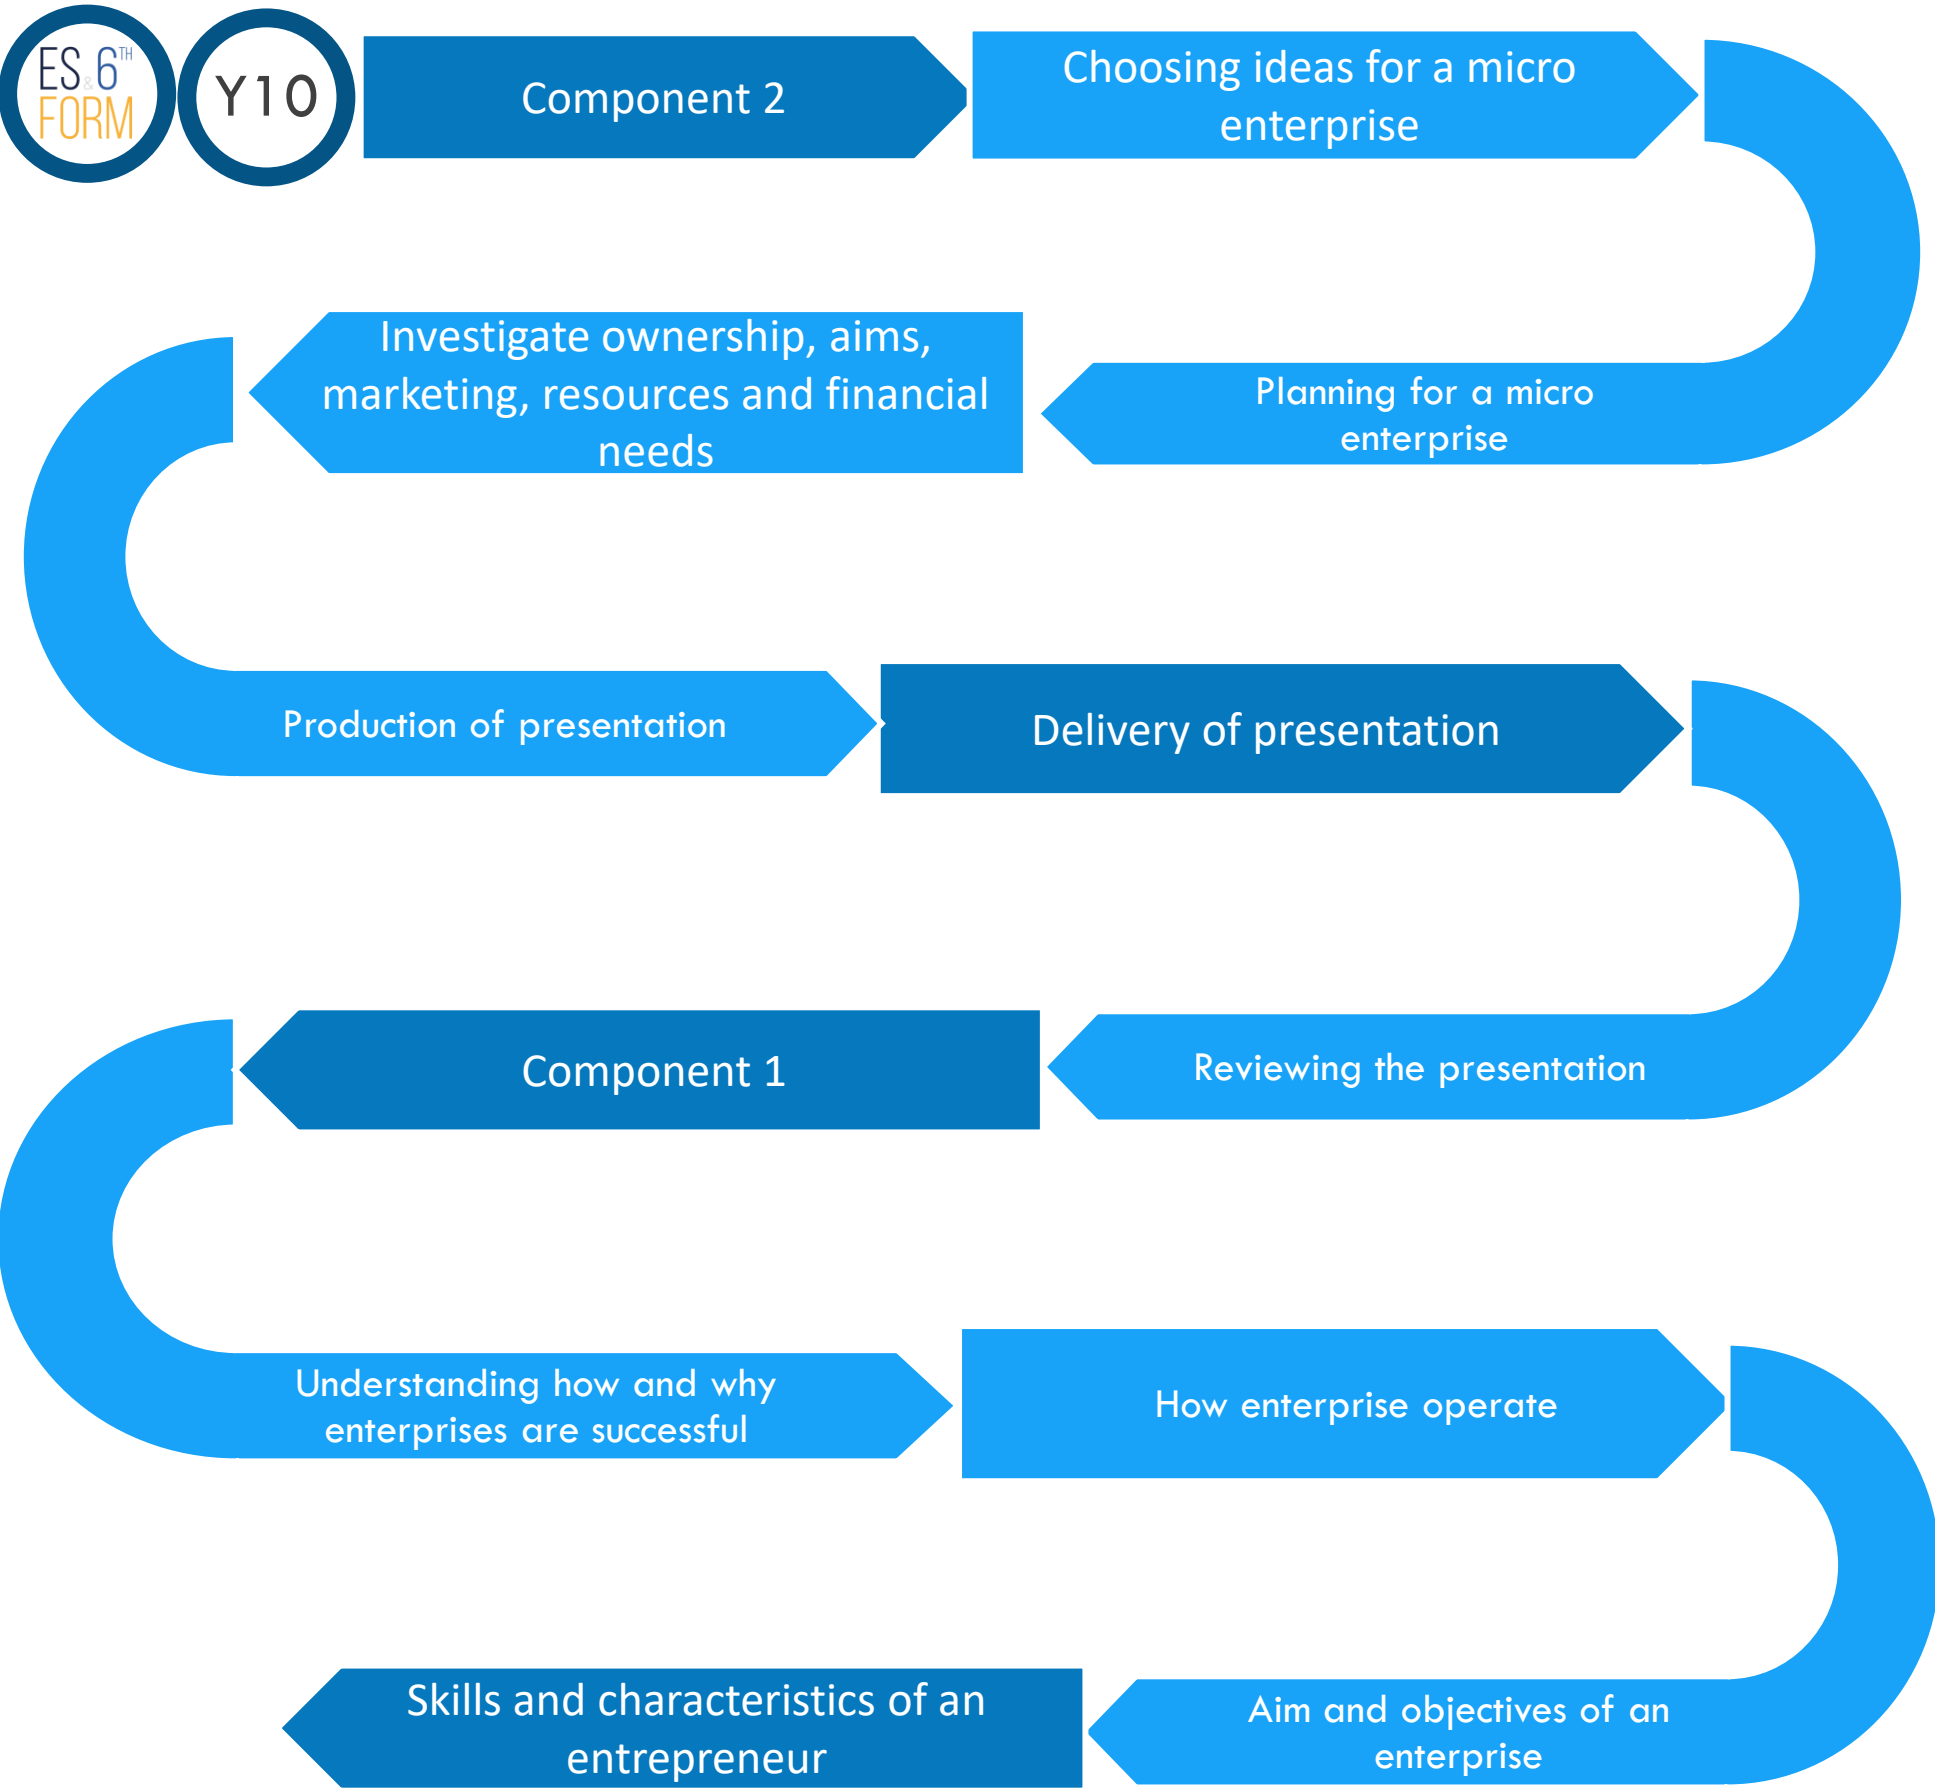 ES & 6TH
FORM
Y10
Component 2
Choosing ideas for a micro
enterprise
Planning for a micro
enterprise
Investigate ownership, aims,
marketing, resources and financial
needs
Production of presentation
Delivery of presentation
Reviewing the presentation
Component 1
Understanding how and why
enterprises are successful
How enterprise operate
Aim and objectives of an
enterprise
Skills and characteristics of an
entrepreneur